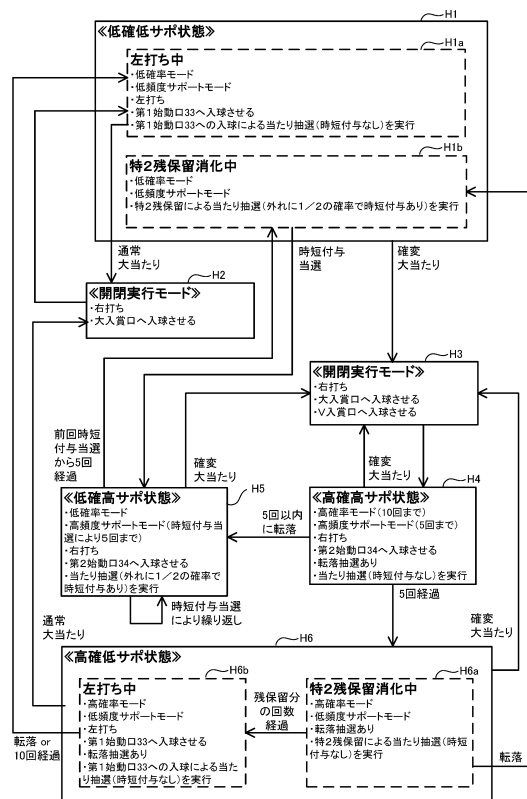 H1
≪低確低サポ状態≫
H1a
左打ち中
・低確率モード
・低頻度サポートモード
・左打ち
・第1始動口33へ入球させる
・第1始動口33への入球による当たり抽選(時短付与なし)を実行
H1b
特2残保留消化中
・低確率モード
・低頻度サポートモード
・特2残保留による当たり抽選(外れに1/2の確率で時短付与あり)を実行
通常
大当たり
時短付与
当選
確変
大当たり
H2
≪開閉実行モード≫
・右打ち
・大入賞口へ入球させる
H3
≪開閉実行モード≫
・右打ち
・大入賞口へ入球させる
・V入賞口へ入球させる
前回時短
付与当選
から5回
経過
確変
大当たり
確変
大当たり
H5
≪低確高サポ状態≫
・低確率モード
・高頻度サポートモード(時短付与当
選により5回まで)
・右打ち
・第2始動口34へ入球させる
・当たり抽選(外れに1/2の確率で
時短付与あり)を実行
5回以内
に転落
H4
≪高確高サポ状態≫
・高確率モード(10回まで)
・高頻度サポートモード(5回まで)
・右打ち
・第2始動口34へ入球させる
・転落抽選あり
・当たり抽選(時短付与なし)を実行
時短付与当選
により繰り返し
5回経過
通常
大当たり
確変
大当たり
H6
≪高確低サポ状態≫
H6b
左打ち中
・高確率モード
・低頻度サポートモード
・左打ち
・第1始動口33へ入球させる
・転落抽選あり
・第1始動口33への入球による当た
り抽選(時短付与なし)を実行
残保留分
の回数
経過
H6a
特2残保留消化中
・高確率モード
・低頻度サポートモード
・転落抽選あり
・特2残保留による当たり抽選(時短
付与なし)を実行
転落 or
10回経過
転落